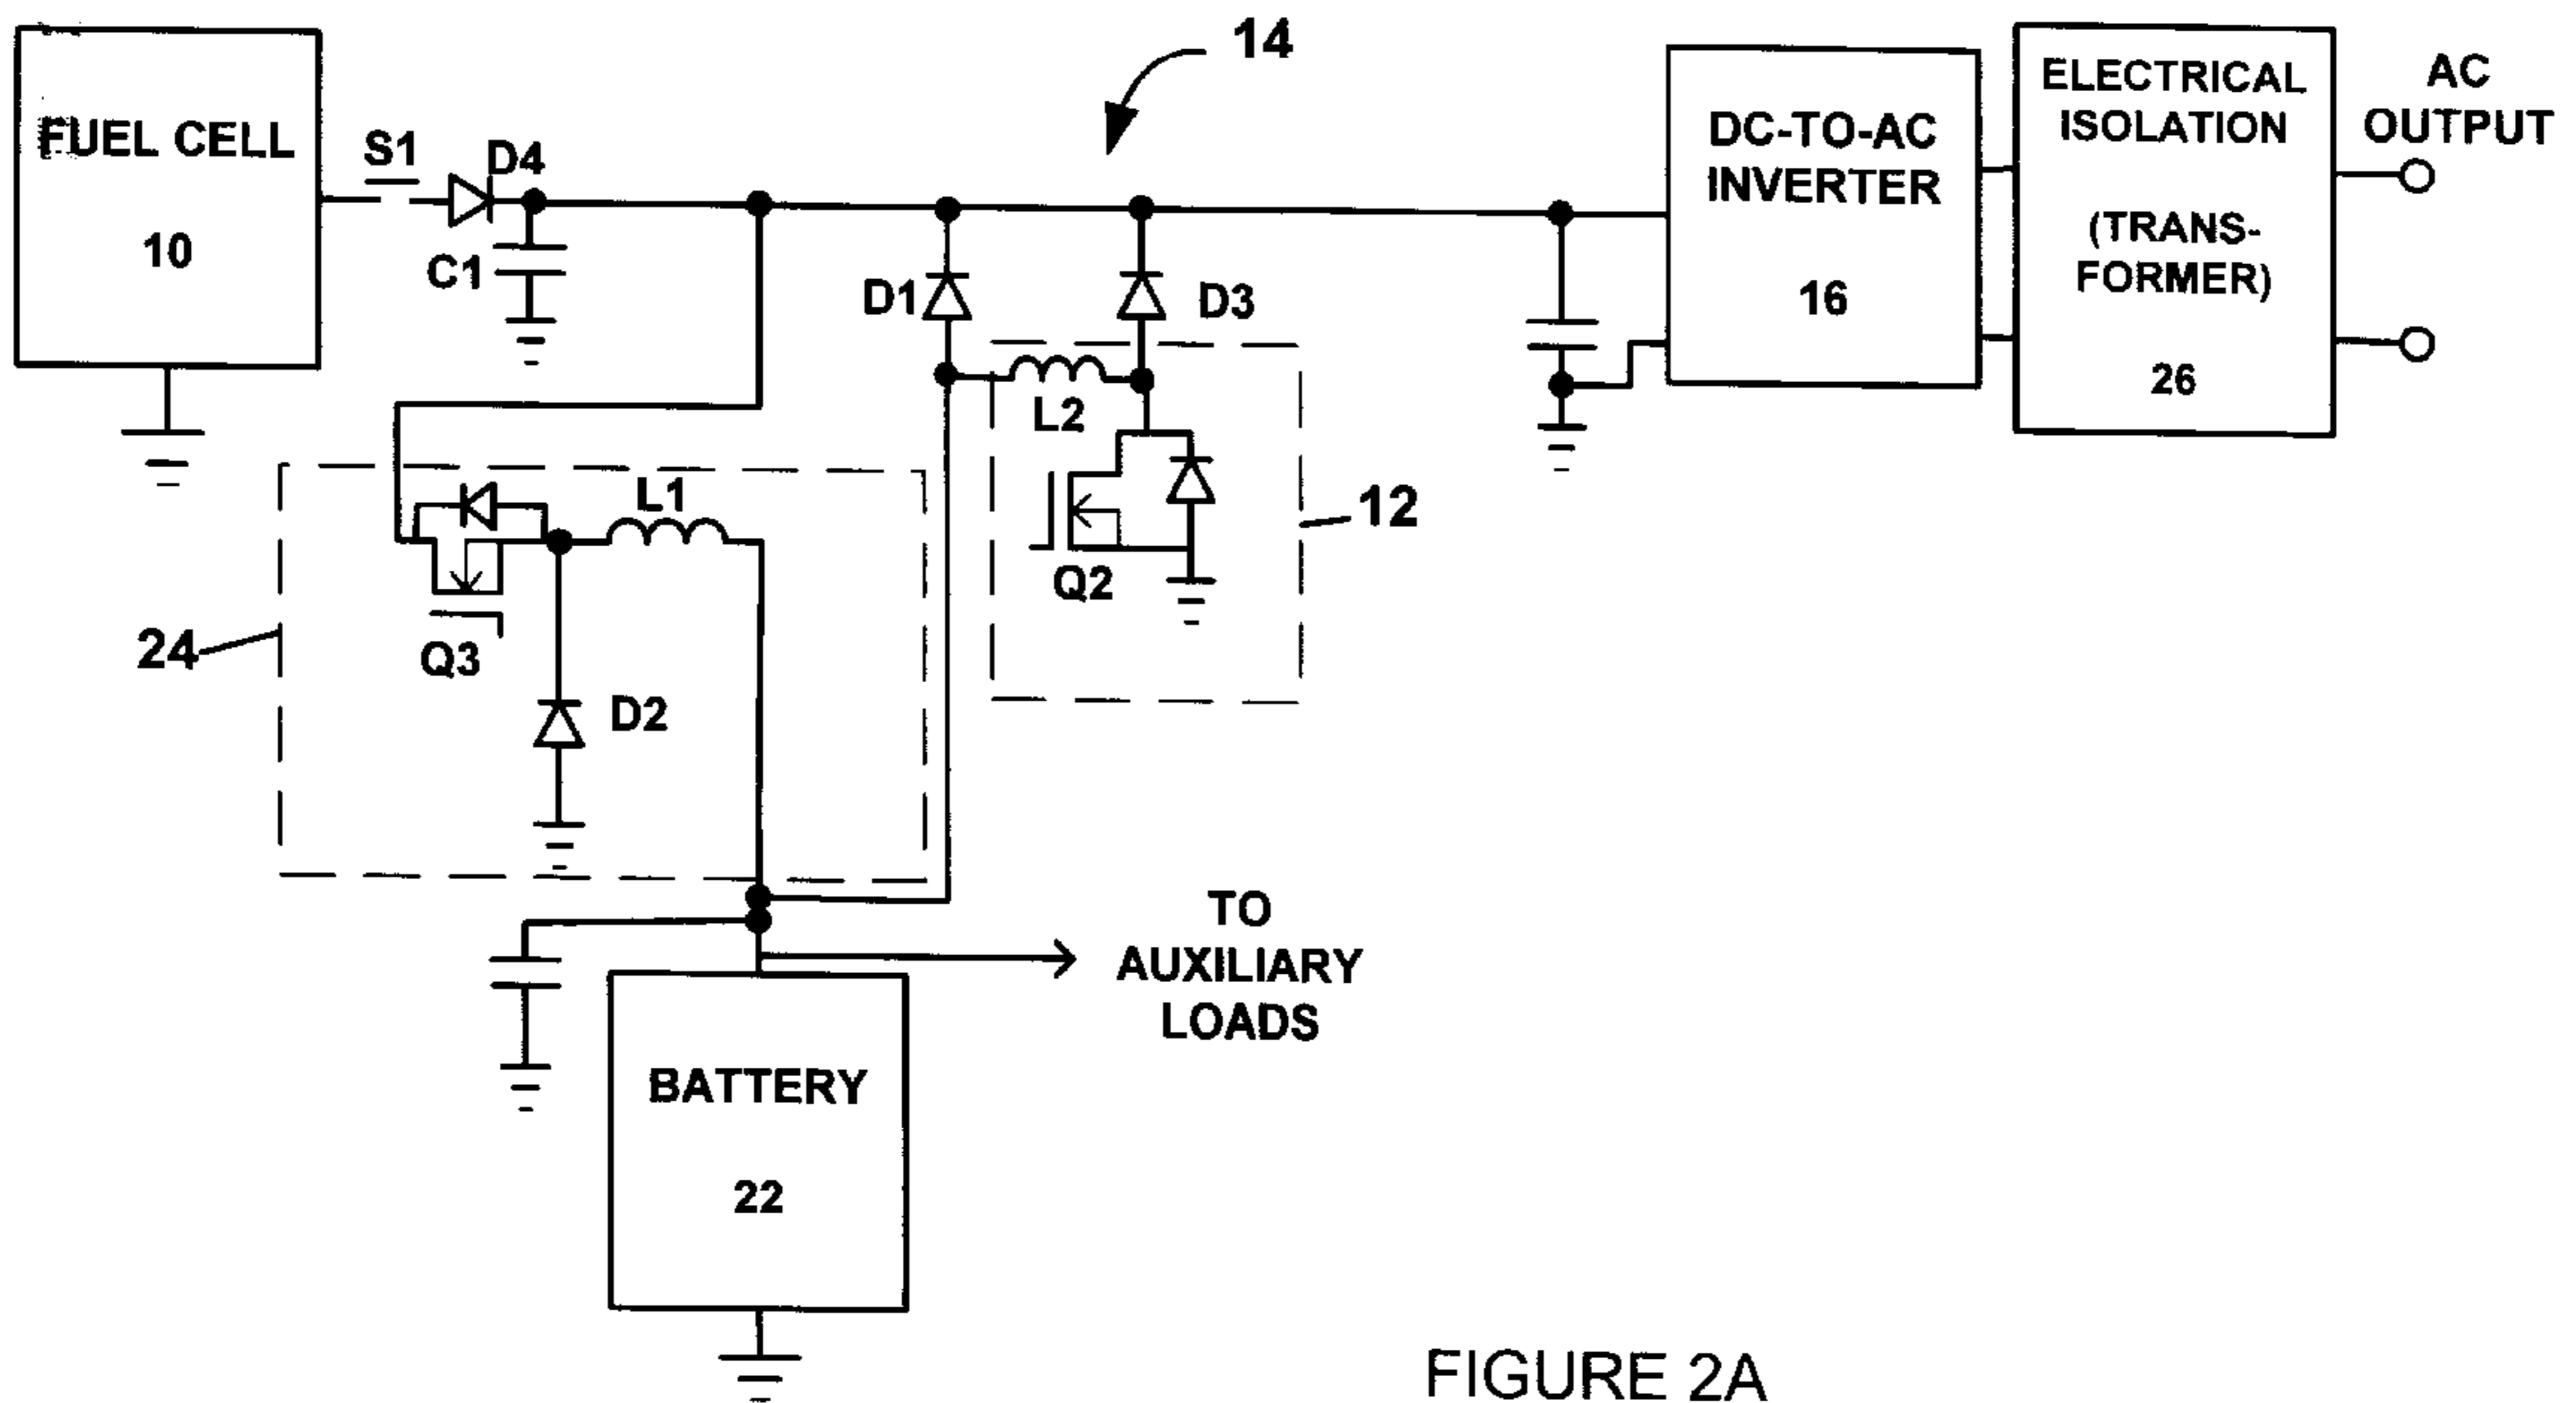 14
FUEL CELL
10
S1
D4
C1
D1
D3
DC-TO-AC
INVERTER
16
ELECTRICAL
ISOLATION
(TRANS-
FORMER)
26
AC
OUTPUT
L2
Q2
12
L1
Q3
24
D2
TO
AUXILIARY
LOADS
BATTERY
22
FIGURE 2A